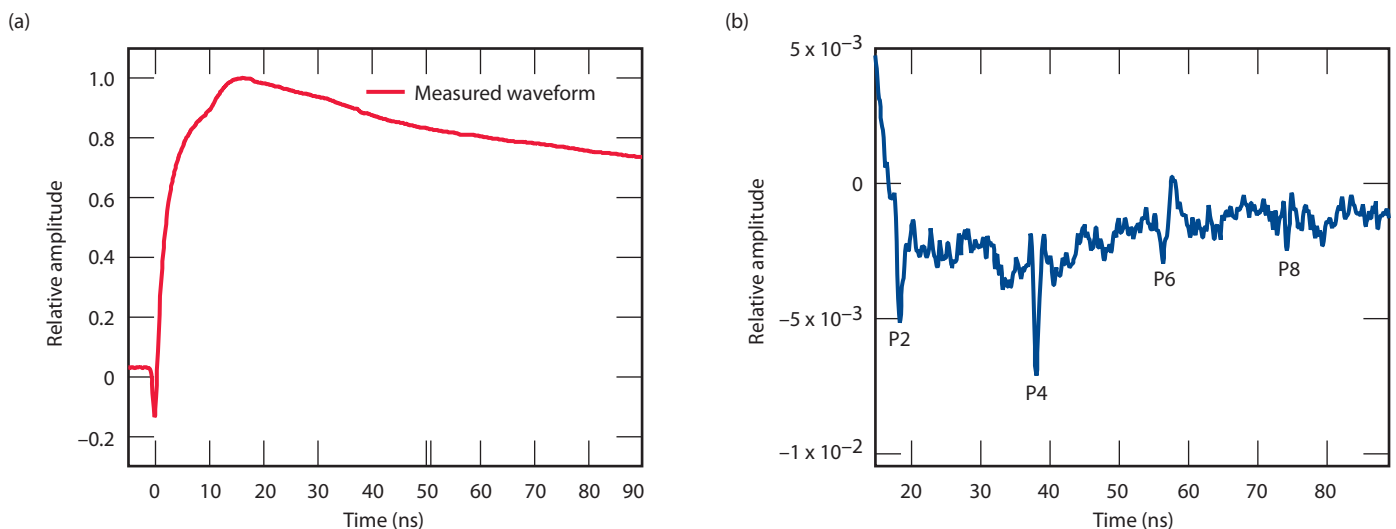 (a)
Relative amplitude
1.0
0.8
0.6
0.4
0.2
0
–0.2
Measured waveform
0 10 20 30 40 50 60 70 80 90
Time (ns)
(b)
Relative amplitude
5 x 10–3
0
–5 x 10–3
–1 x 10–2
P2
P4
P6
P8
20 30 40 50 60 70 80
Time (ns)